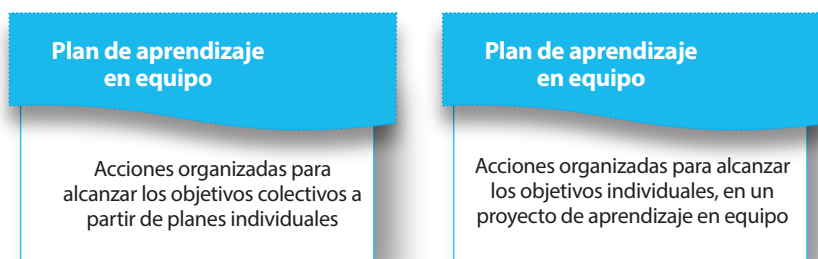 Plan de aprendizaje
en equipo
Acciones organizadas para
alcanzar los objetivos colectivos a
partir de planes individuales
Plan de aprendizaje
en equipo
Acciones organizadas para alcanzar
los objetivos individuales, en un
proyecto de aprendizaje en equipo